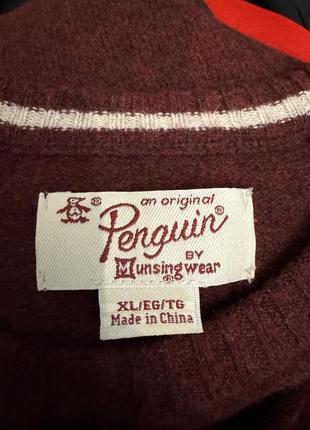 an original
Penguin®
BY
Munsingwear
®
XL/EG/TG
Made in China